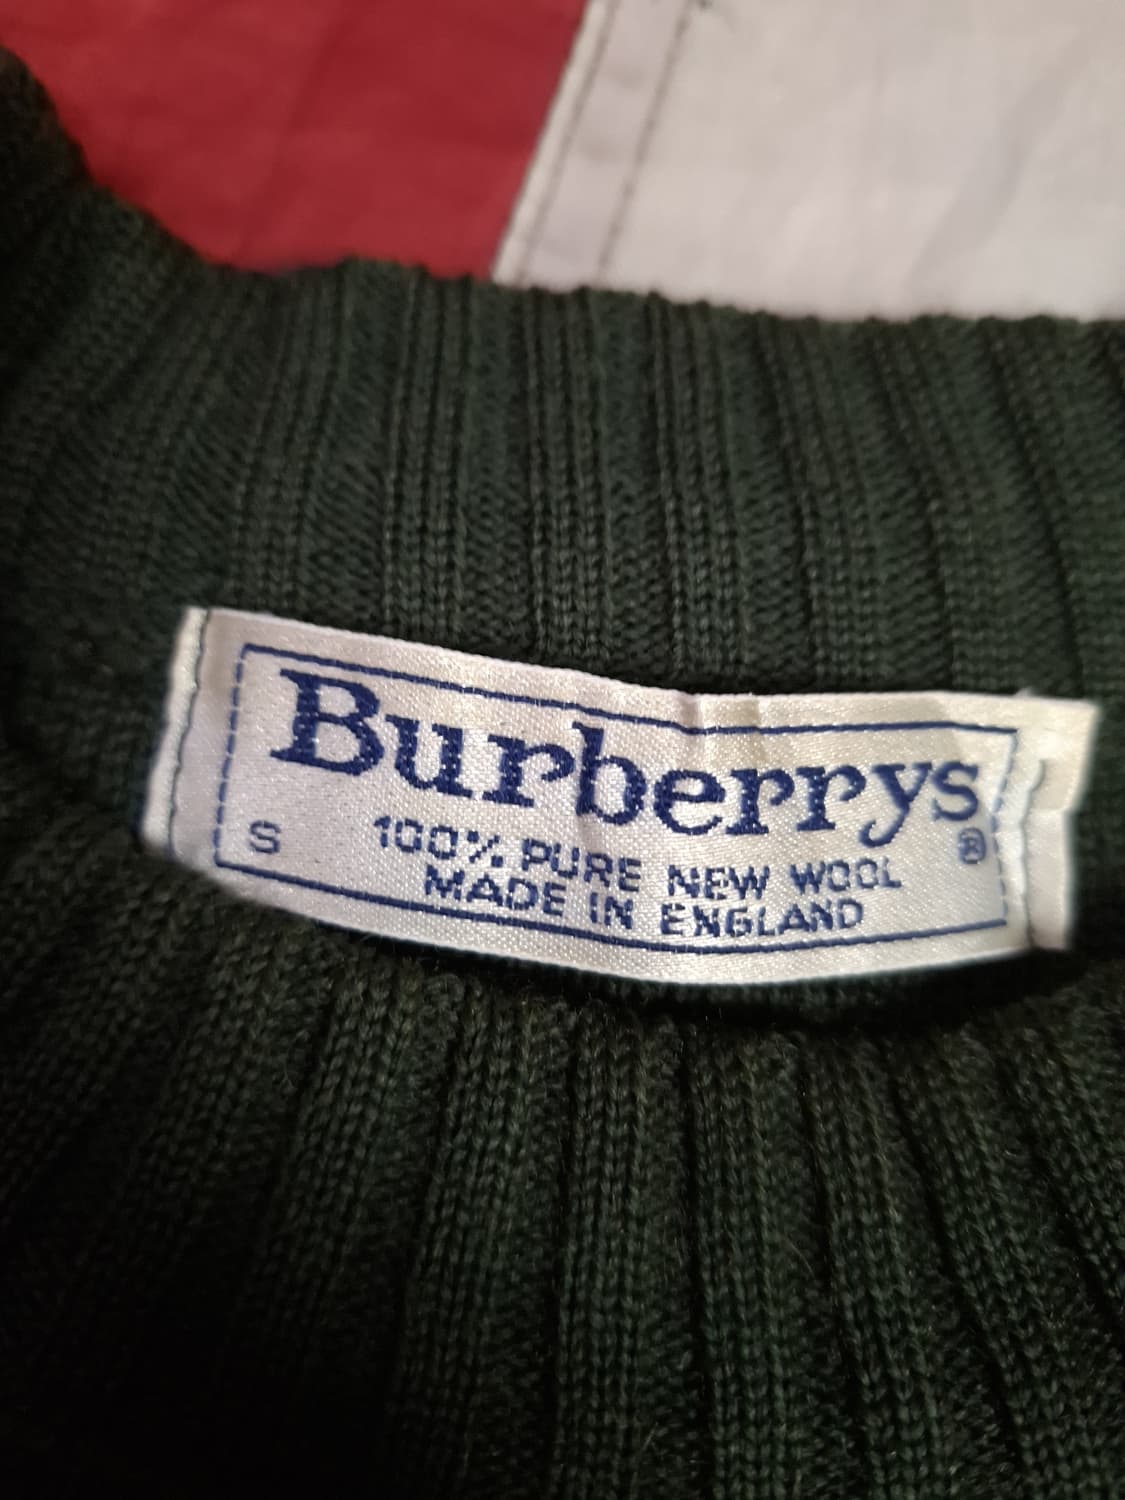 Burberrys®
S 100% PURE NEW WOOL
MADE IN ENGLAND